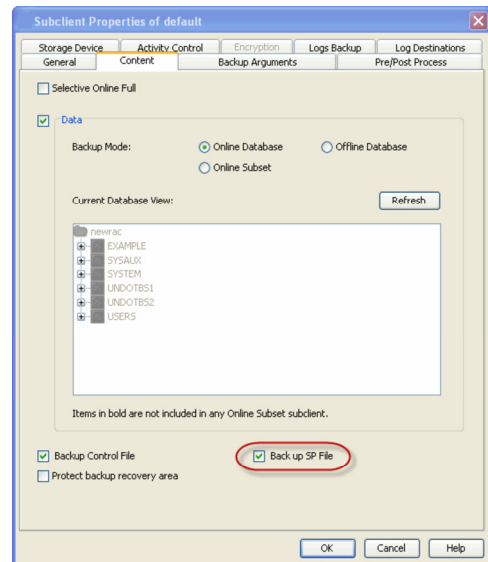 Subclient Properties of default
Storage Device Activity Control Encryption Logs Backup Log Destinations
General Content Backup Arguments Pre/Post Process
Selective Online Full
Data
Backup Mode: Online Database Offline Database
Online Subset
Current Database View: Refresh
newrac
EXAMPLE
SYSAUX
SYSTEM
UNDOTBS1
UNDOTBS2
USERS
Items in bold are not included in any Online Subset subclient.
Backup Control File Back up SP File
Protect backup recovery area
OK Cancel Help